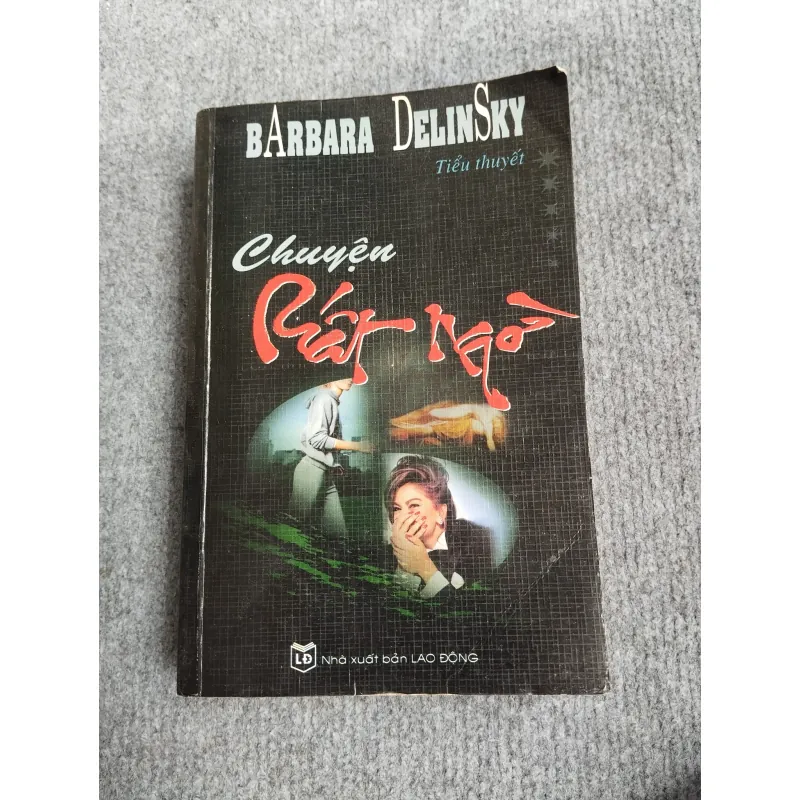 BARBARA DELINSKY
Tiểu thuyết
Chuyện
Bất ngờ
LĐ Nhà xuất bản LAO ĐỘNG